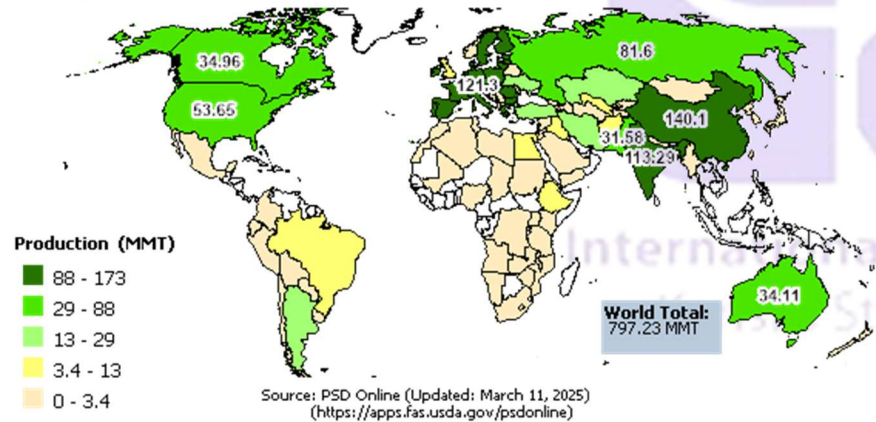 34.96
53.65
121.3
81.6
140.1
31.58
113.29
34.11
Production (MMT)
88 - 173
29 - 88
13 - 29
3.4 - 13
0 - 3.4
World Total:
797.23 MMT
Internationa
Source: PSD Online (Updated: March 11, 2025)
(https://apps.fas.usda.gov/psdonline)